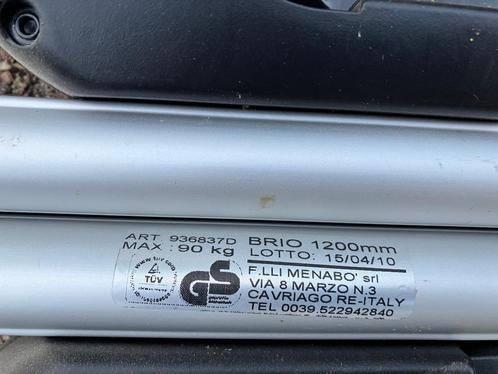 ART 936837D BRIO 1200mm
MAX : 90 kg LOTTO: 15/04/10
F.LLI MENABO' srl
VIA 8 MARZO N.3
CAVRIAGO RE-ITALY
TEL 0039.522942840
TÜV
GS